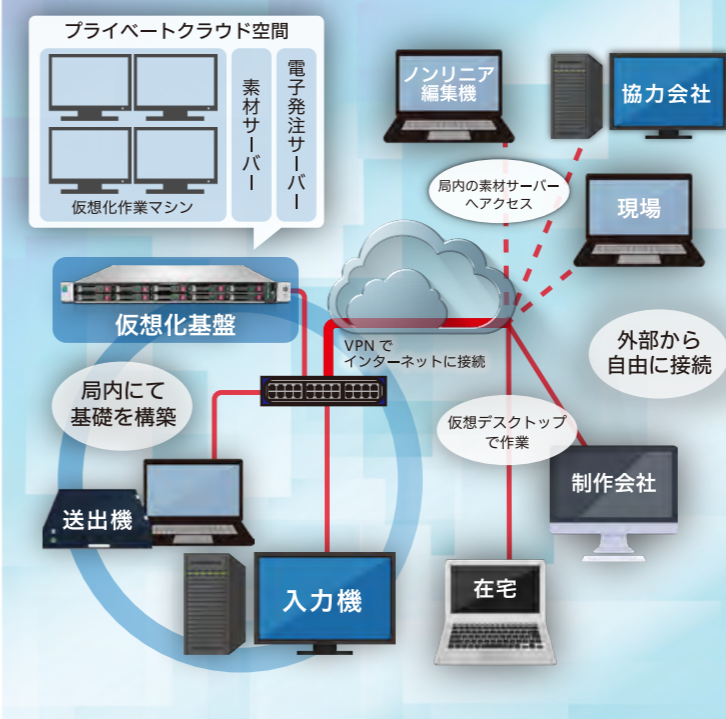 プライベートクラウド空間
仮想化作業マシン
素材サーバー
電子発注サーバー
ノンリニア
編集機
協力会社
局内の素材サーバー
へアクセス
現場
仮想化基盤
VPN で
インターネットに接続
外部から
自由に接続
局内にて
基礎を構築
仮想デスクトップ
で作業
制作会社
送出機
入力機
在宅